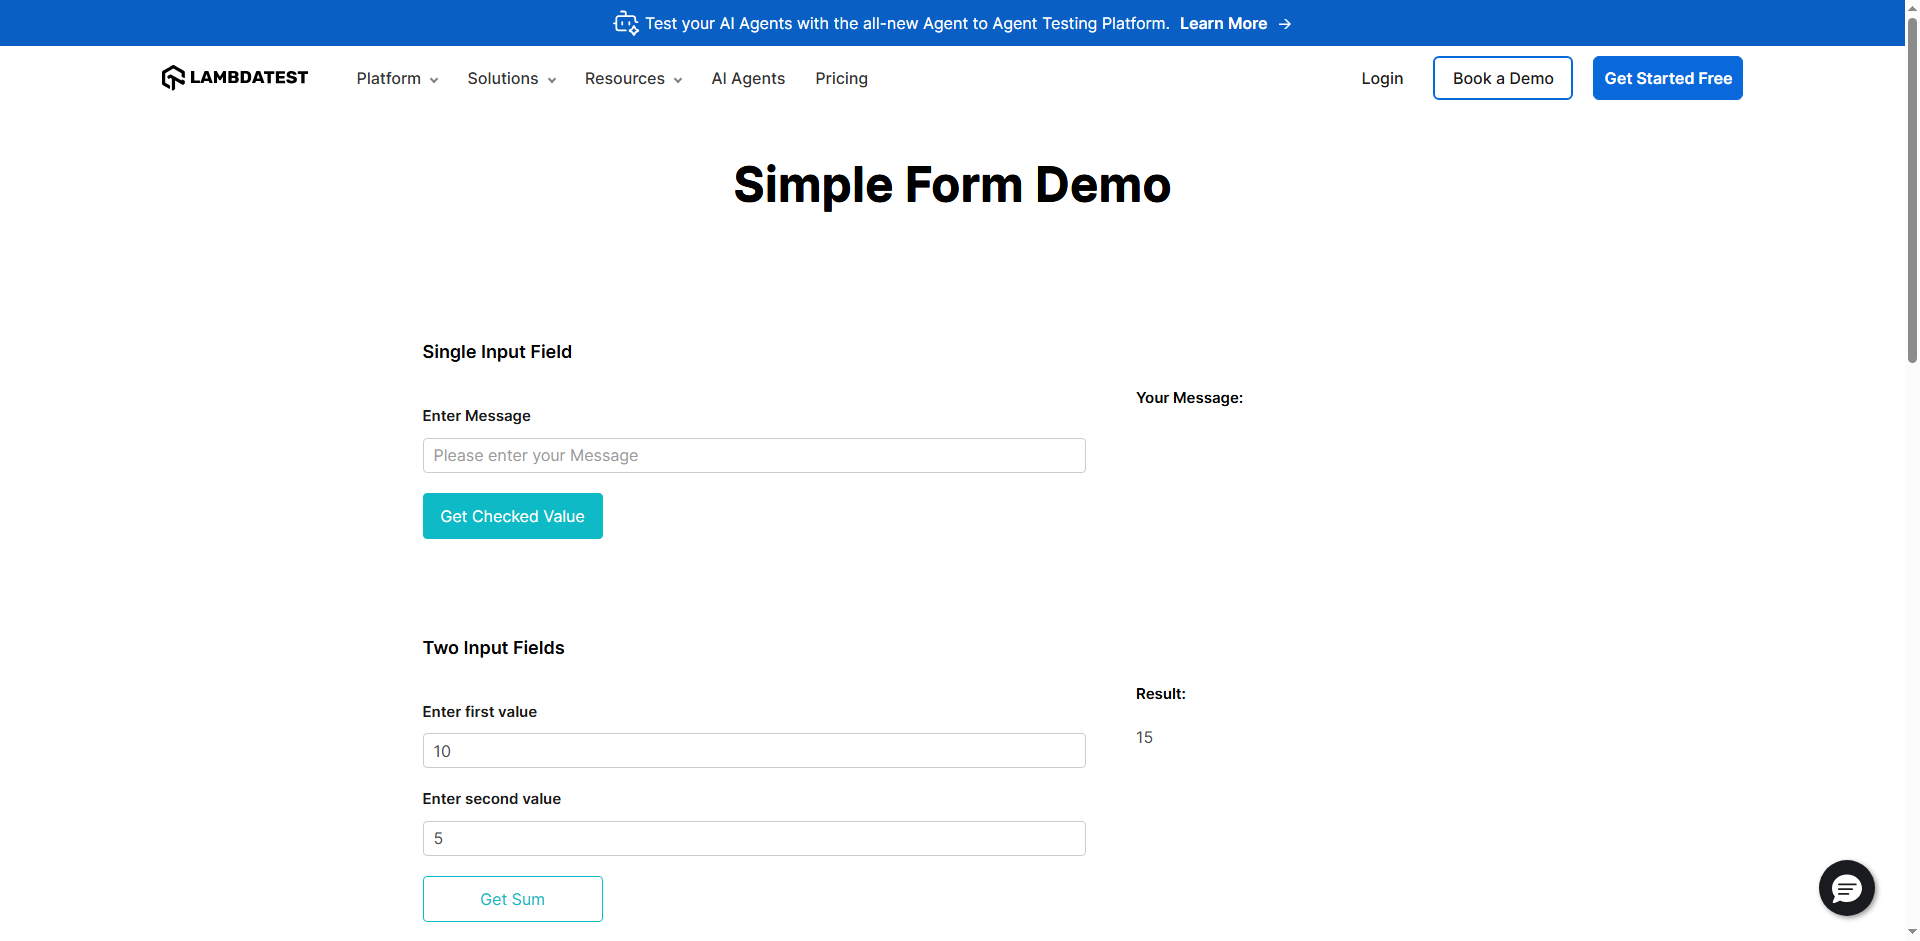 Test your AI Agents with the all-new Agent to Agent Testing Platform. Learn More →
LAMBDATEST Platform Solutions Resources AI Agents Pricing Login Book a Demo Get Started Free
Simple Form Demo
Single Input Field
Your Message:
Enter Message
Please enter your Message
Get Checked Value
Two Input Fields
Result:
Enter first value
15
10
Enter second value
5
Get Sum